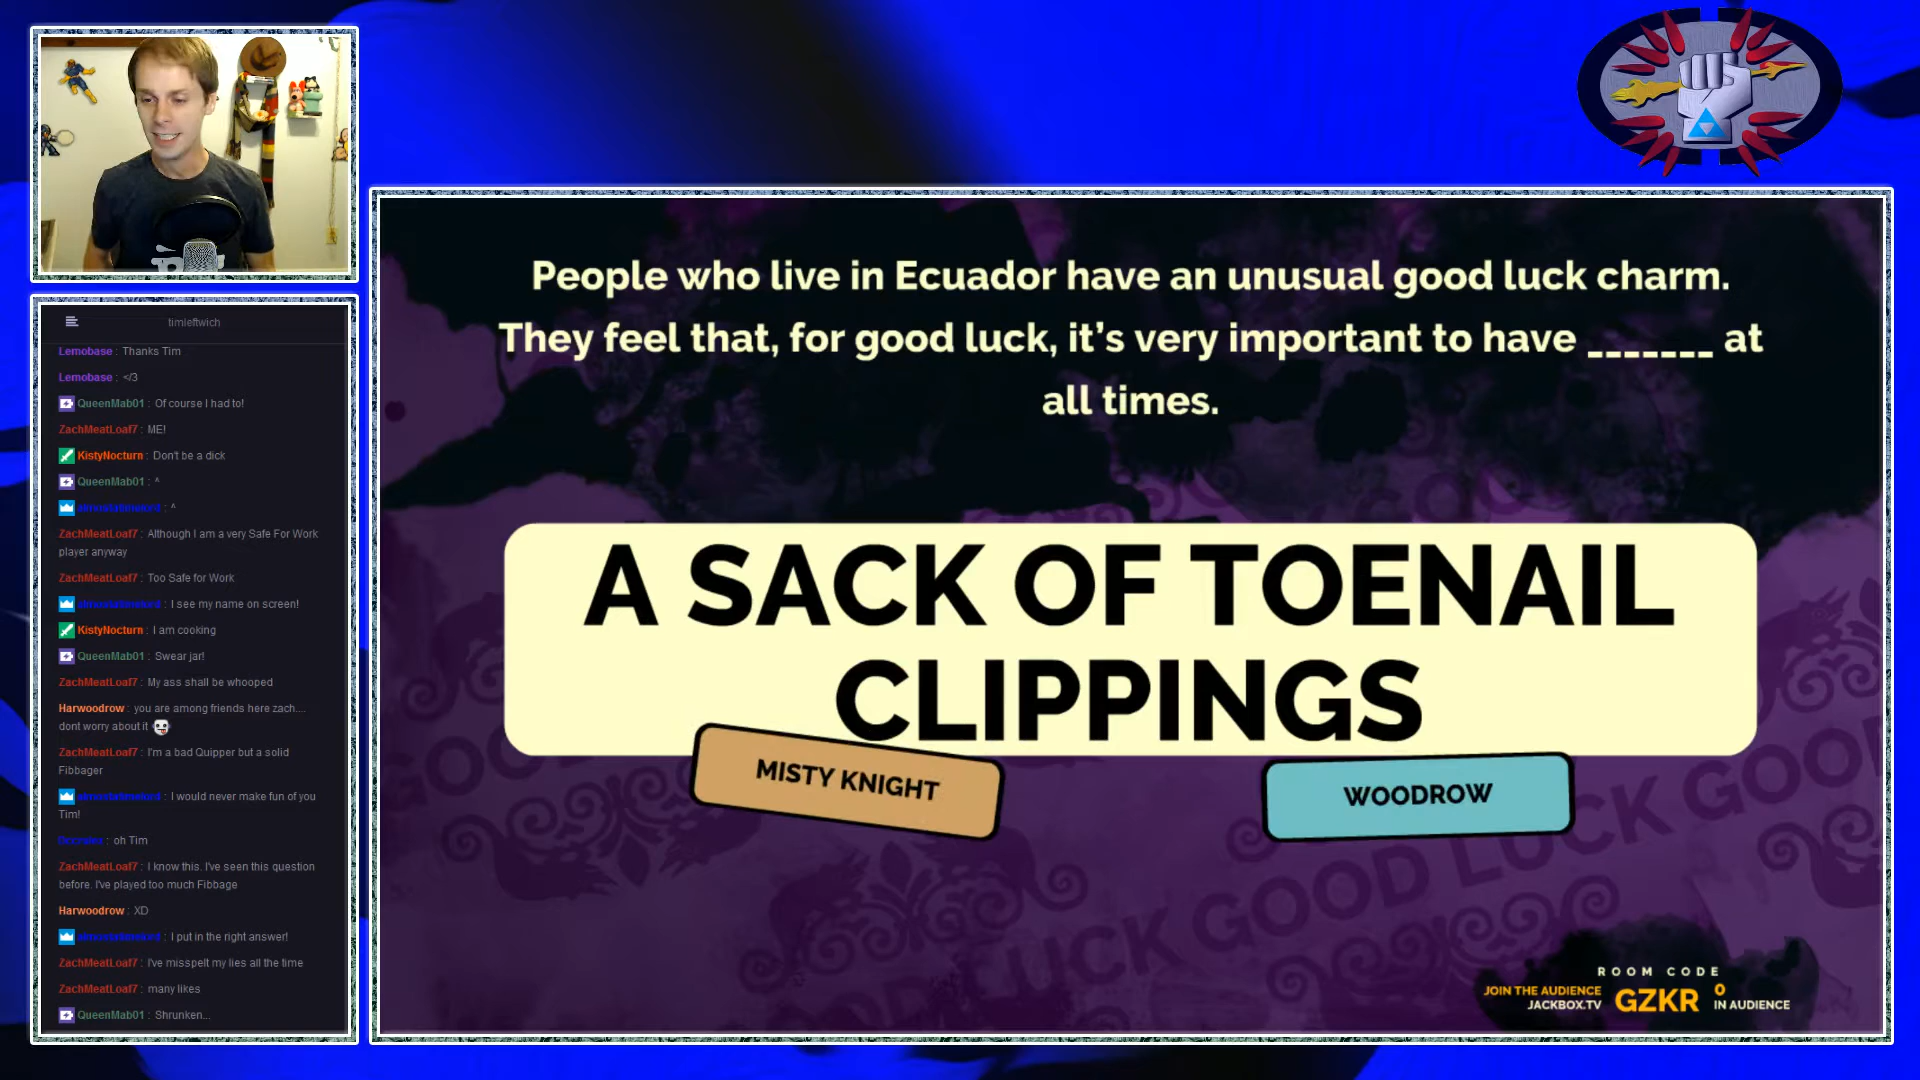 timleftwich
Lemobase : Thanks Tim
Lemobase : </3
QueenMab01 : Of course I had to!
ZachMeatLoaf7 : ME!
KistyNocturn : Don't be a dick
QueenMab01 : ^
: ^
ZachMeatLoaf7 : Although I am a very Safe For Work
player anyway
ZachMeatLoaf7 : Too Safe for Work
: I see my name on screen!
KistyNocturn : I am cooking
QueenMab01 : Swear jar!
ZachMeatLoaf7 : My ass shall be whooped
Harwoodrow : you are among friends here zach....
dont worry about it
ZachMeatLoaf7 : I'm a bad Quipper but a solid
Fibbager
: I would never make fun of you
Tim!
: oh Tim
ZachMeatLoaf7 : I know this. I've seen this question
before. I've played too much Fibbage
Harwoodrow : XD
: I put in the right answer!
ZachMeatLoaf7 : I've misspelt my lies all the time
ZachMeatLoaf7 : many likes
QueenMab01 : Shrunken...
People who live in Ecuador have an unusual good luck charm.
They feel that, for good luck, it's very important to have _______ at
all times.
A SACK OF TOENAIL
CLIPPINGS
MISTY KNIGHT
WOODROW
GOOD LUCK GOOD LUCK GOOD
ROOM CODE
JOIN THE AUDIENCE
JACKBOX.TV
GZKR
0
IN AUDIENCE